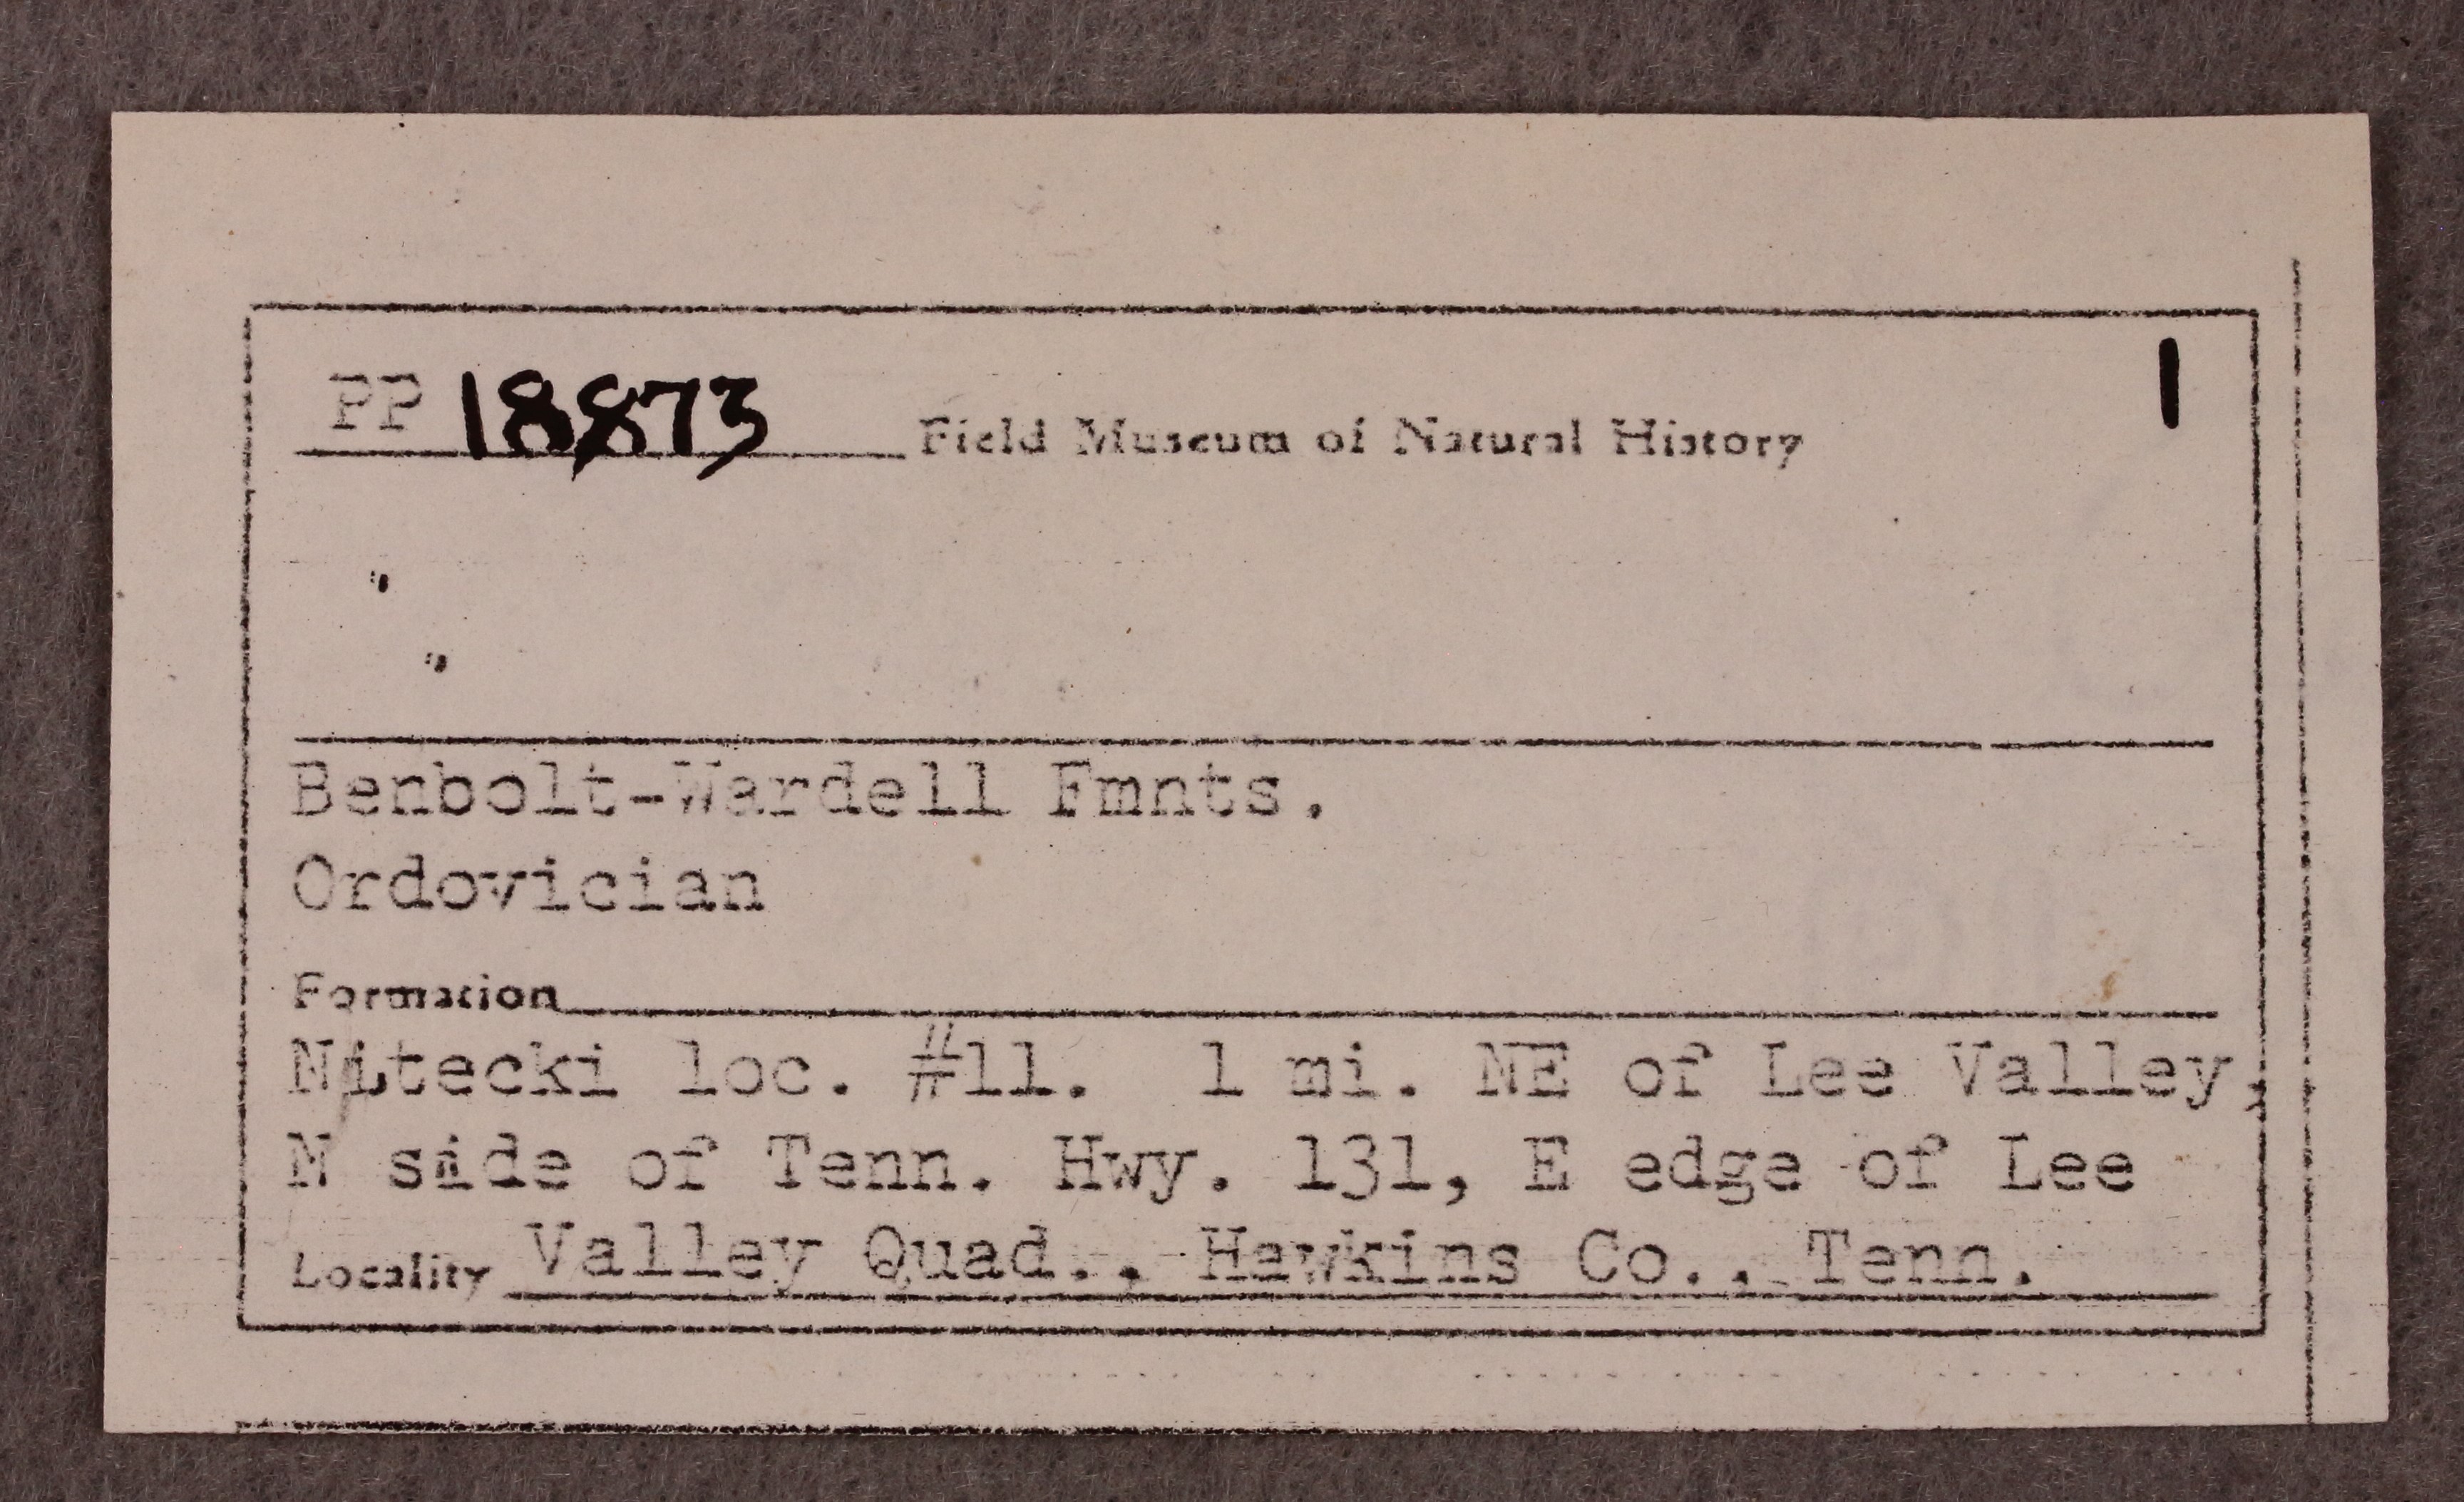 PP 18873 Field Museum of Natural History 1
"
"
Benbolt-Wardell Fmnts.
Ordovician
Formation
Nitecki loc. #11. 1 mi. NE of Lee Valley,
N side of Tenn. Hwy. 131, E edge of Lee
Locality Valley Quad., Hawkins Co., Tenn.